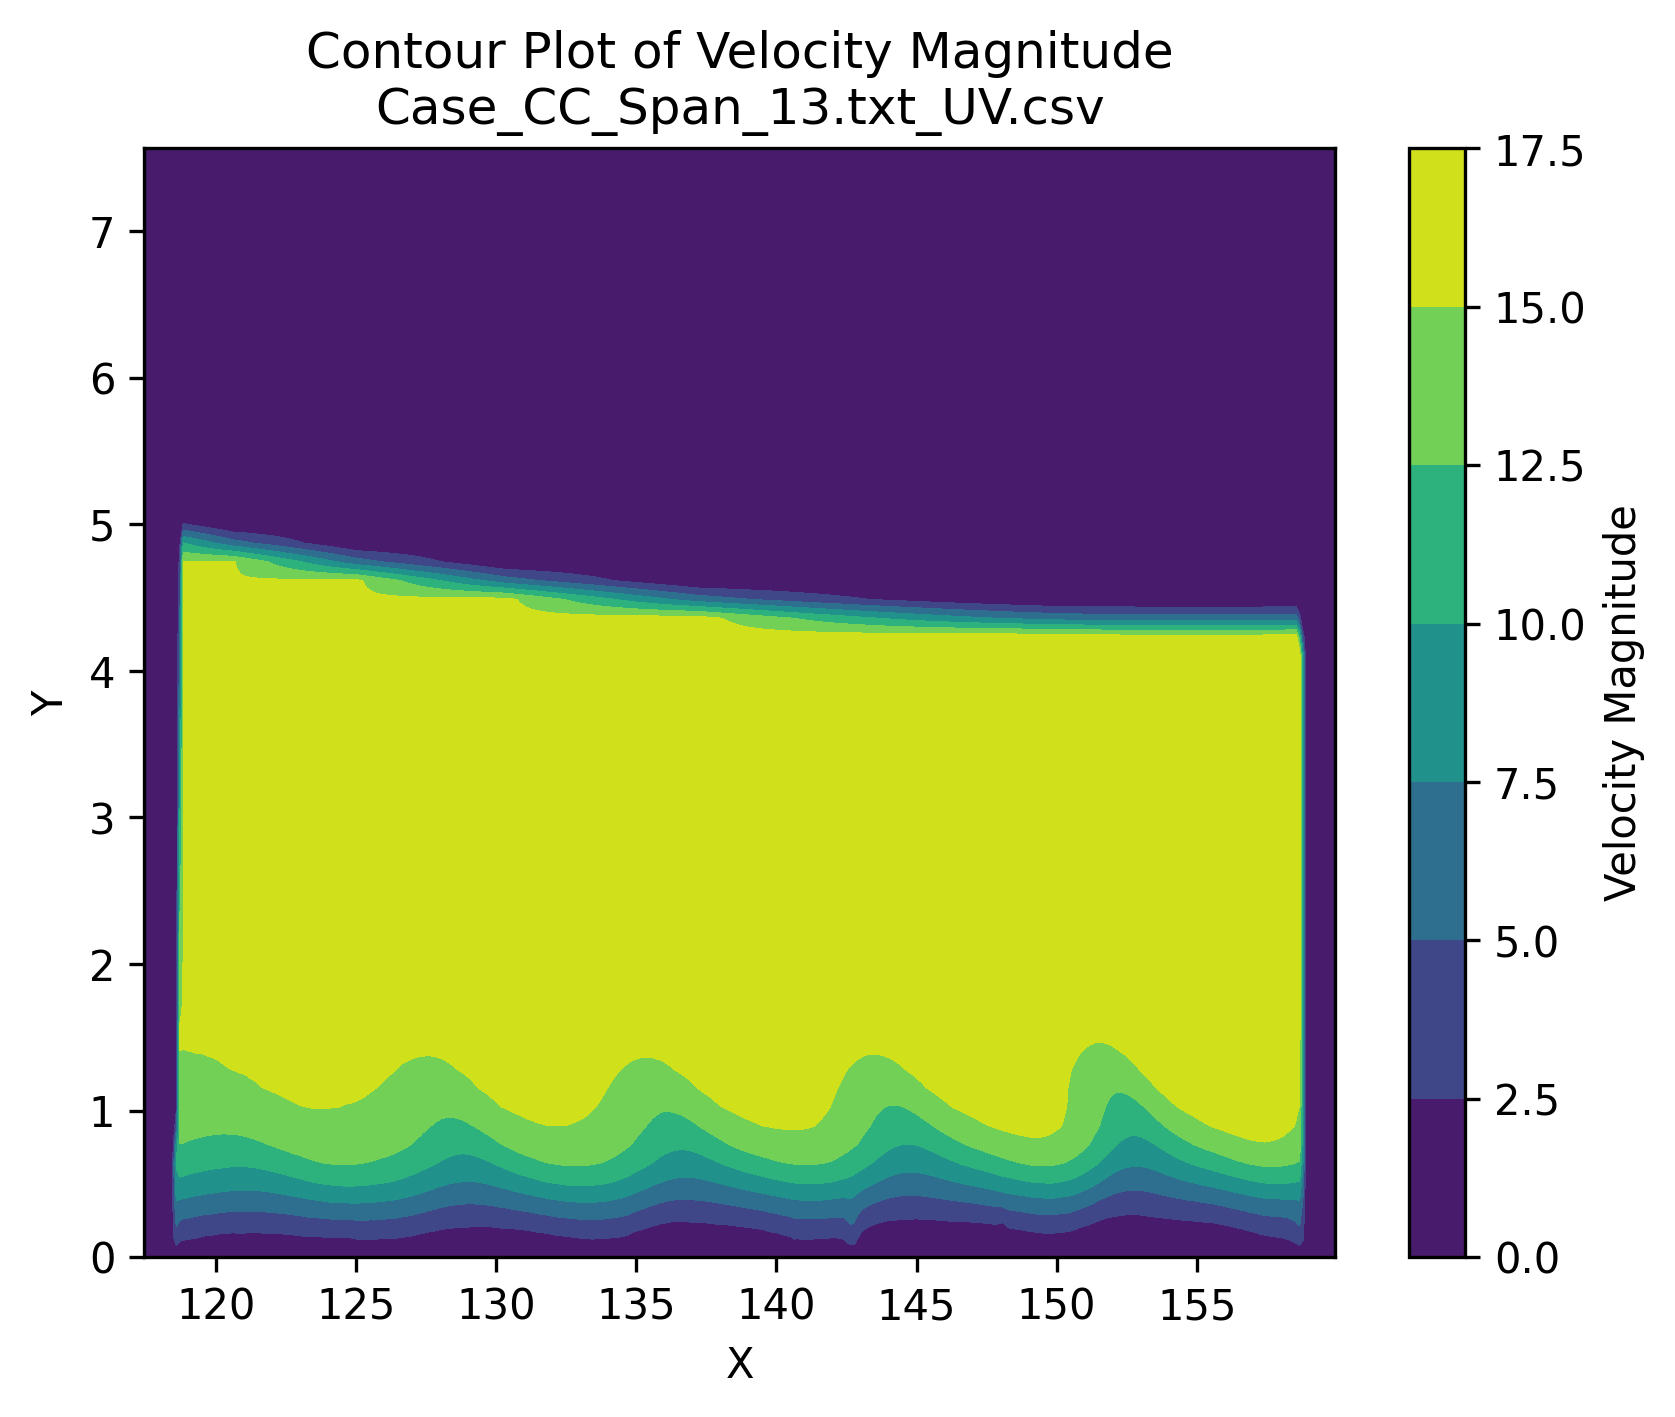 Contour Plot of Velocity Magnitude
Case_CC_Span_13.txt_UV.csv
7
6
5
4
3
2
1
0
Y
120 125 130 135 140 145 150 155
X
17.5
15.0
12.5
10.0
7.5
5.0
2.5
0.0
Velocity Magnitude